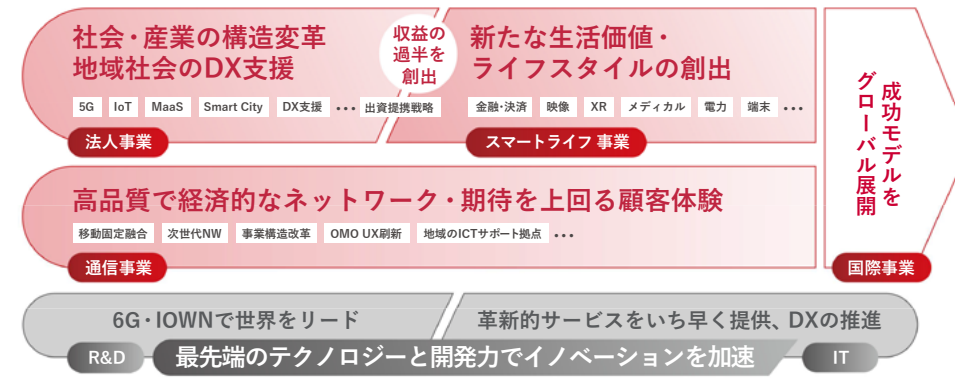 社会・産業の構造変革
地域社会のDX支援
5G IoT MaaS Smart City DX支援 ・・・ 出資提携戦略
法人事業
収益の
過半を
創出
新たな生活価値・
ライフスタイルの創出
金融・決済 映像 XR メディカル 電力 端末 ・・・
スマートライフ 事業
高品質で経済的なネットワーク・期待を上回る顧客体験
移動固定融合 次世代NW 事業構造改革 OMO UX刷新 地域のICTサポート拠点 ・・・
通信事業
成功モデルを
グローバル展開
国際事業
6G・IOWNで世界をリード
革新的サービスをいち早く提供、DXの推進
R&D
最先端のテクノロジーと開発力でイノベーションを加速
IT